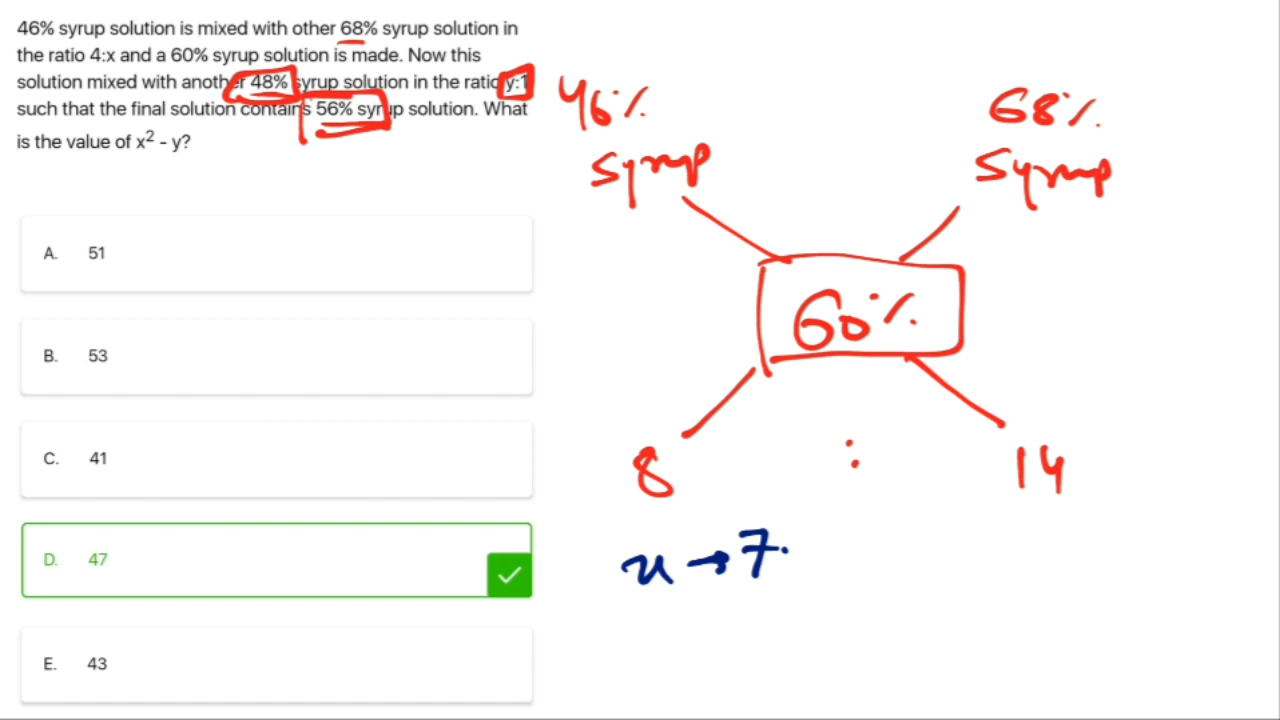 46% syrup solution is mixed with other 68% syrup solution in
the ratio 4:x and a 60% syrup solution is made. Now this
solution mixed with another 48% syrup solution in the ratio y:1
such that the final solution contains 56% syrup solution. What
is the value of x² - y?
A. 51
B. 53
C. 41
D. 47
E. 43
46% 68%
Syrup Syrup
60%
8 : 14
x → 7.